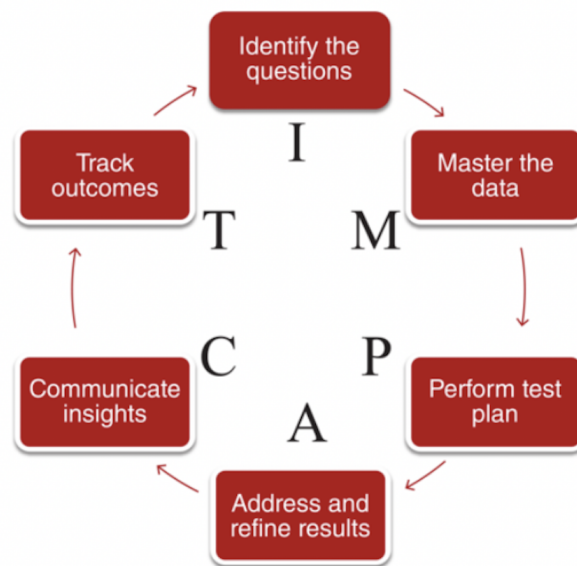 Identify the
questions
I
Master the
data
M
Perform test
plan
P
Address and
refine results
A
Communicate
insights
C
Track
outcomes
T